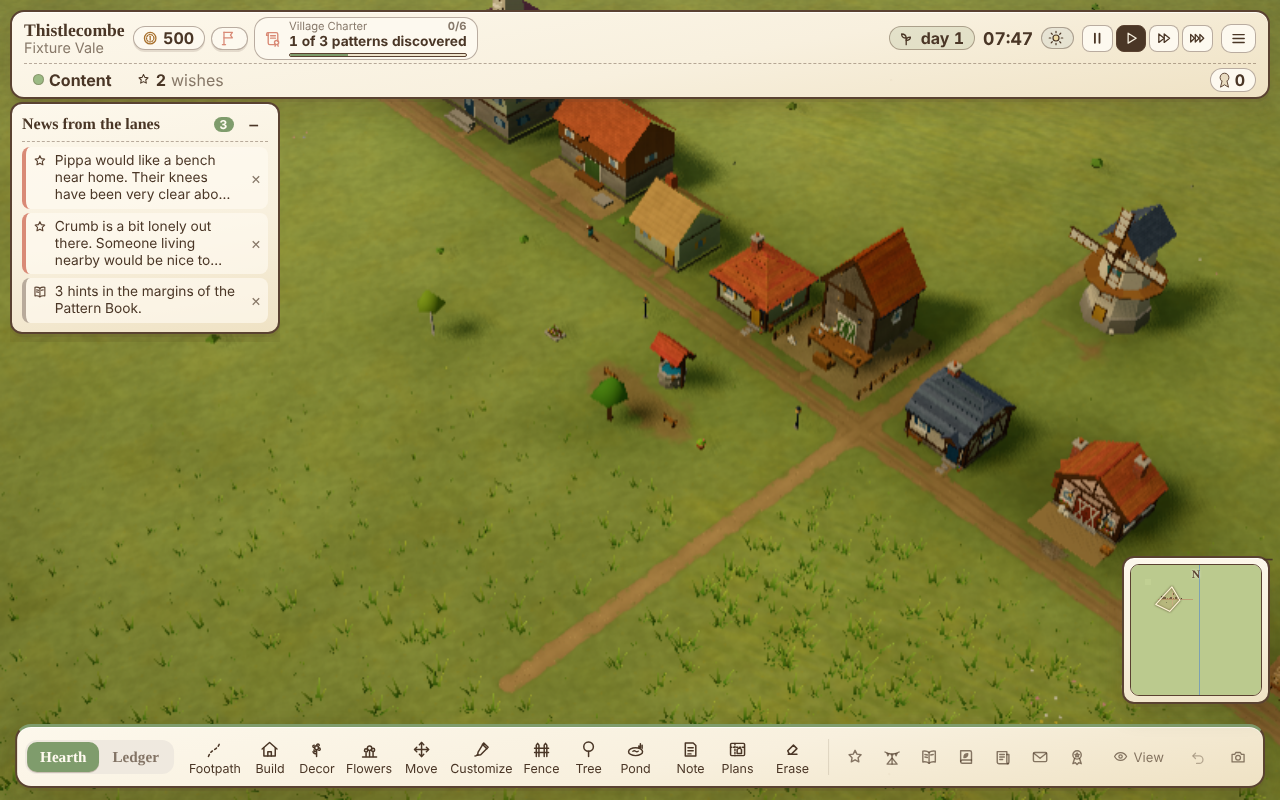 Thistlecombe
Fixture Vale
500
Village Charter 0/6
1 of 3 patterns discovered
day 1
07:47
Content
2 wishes
0
News from the lanes
3
Pippa would like a bench
near home. Their knees
have been very clear abo...
Crumb is a bit lonely out
there. Someone living
nearby would be nice to...
3 hints in the margins of the
Pattern Book.
N
Hearth
Ledger
Footpath
Build
Decor
Flowers
Move
Customize
Fence
Tree
Pond
Note
Plans
Erase
View